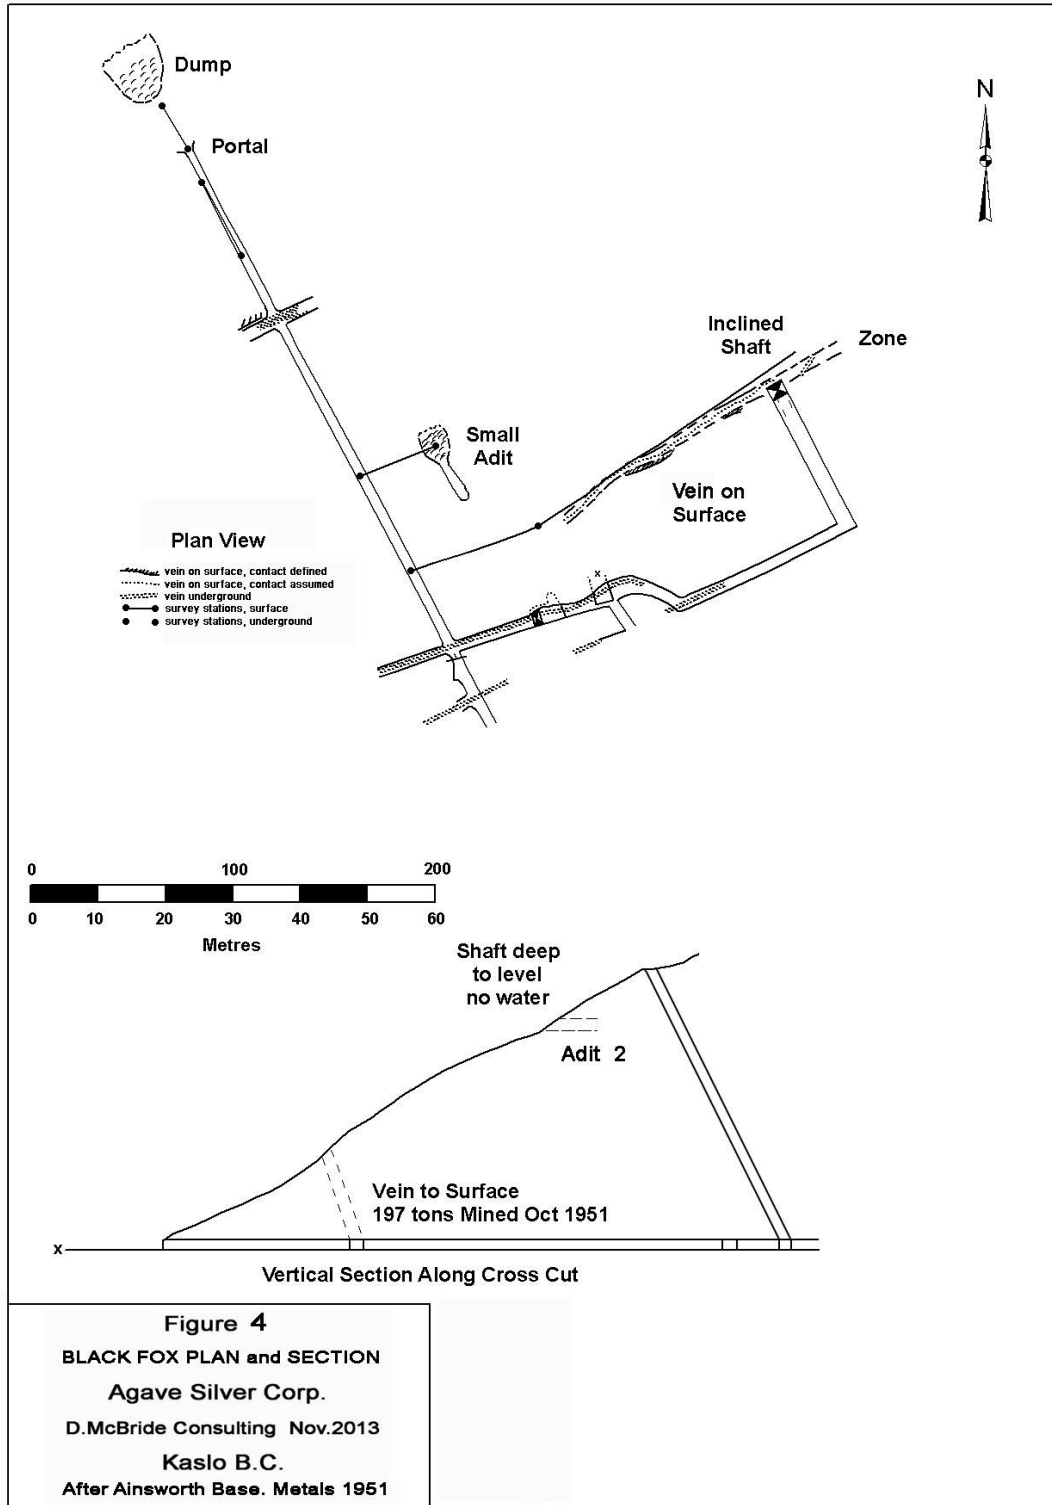 Dump
N
Portal
Inclined
Shaft
Zone
Small
Adit
Vein on
Surface
Plan View
vein on surface, contact defined
vein on surface, contact assumed
vein underground
survey stations, surface
survey stations, underground
x
0 100 200
0 10 20 30 40 50 60
Metres
Shaft deep
to level
no water
Adit 2
Vein to Surface
197 tons Mined Oct 1951
x
Vertical Section Along Cross Cut
Figure 4
BLACK FOX PLAN and SECTION
Agave Silver Corp.
D.McBride Consulting Nov.2013
Kaslo B.C.
After Ainsworth Base. Metals 1951